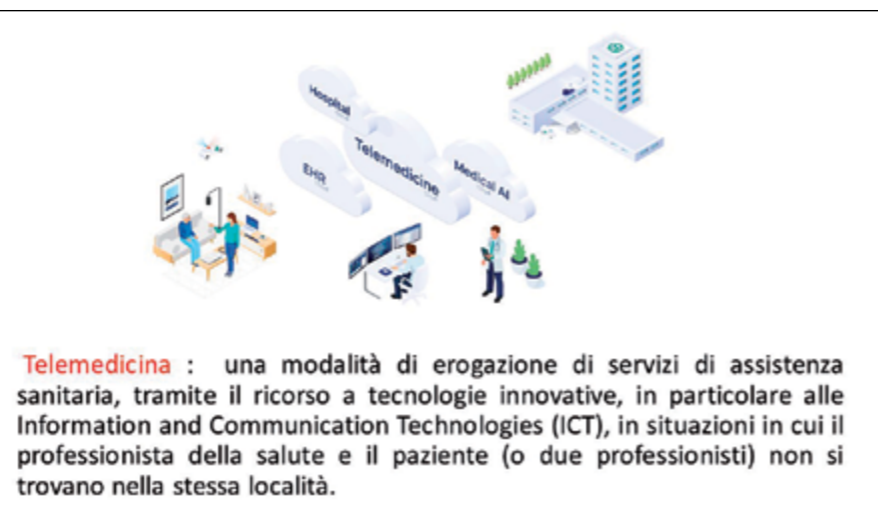 Hospital
EHR
Telemedicine
Medical AI
Telemedicina : una modalità di erogazione di servizi di assistenza
sanitaria, tramite il ricorso a tecnologie innovative, in particolare alle
Information and Communication Technologies (ICT), in situazioni in cui il
professionista della salute e il paziente (o due professionisti) non si
trovano nella stessa località.